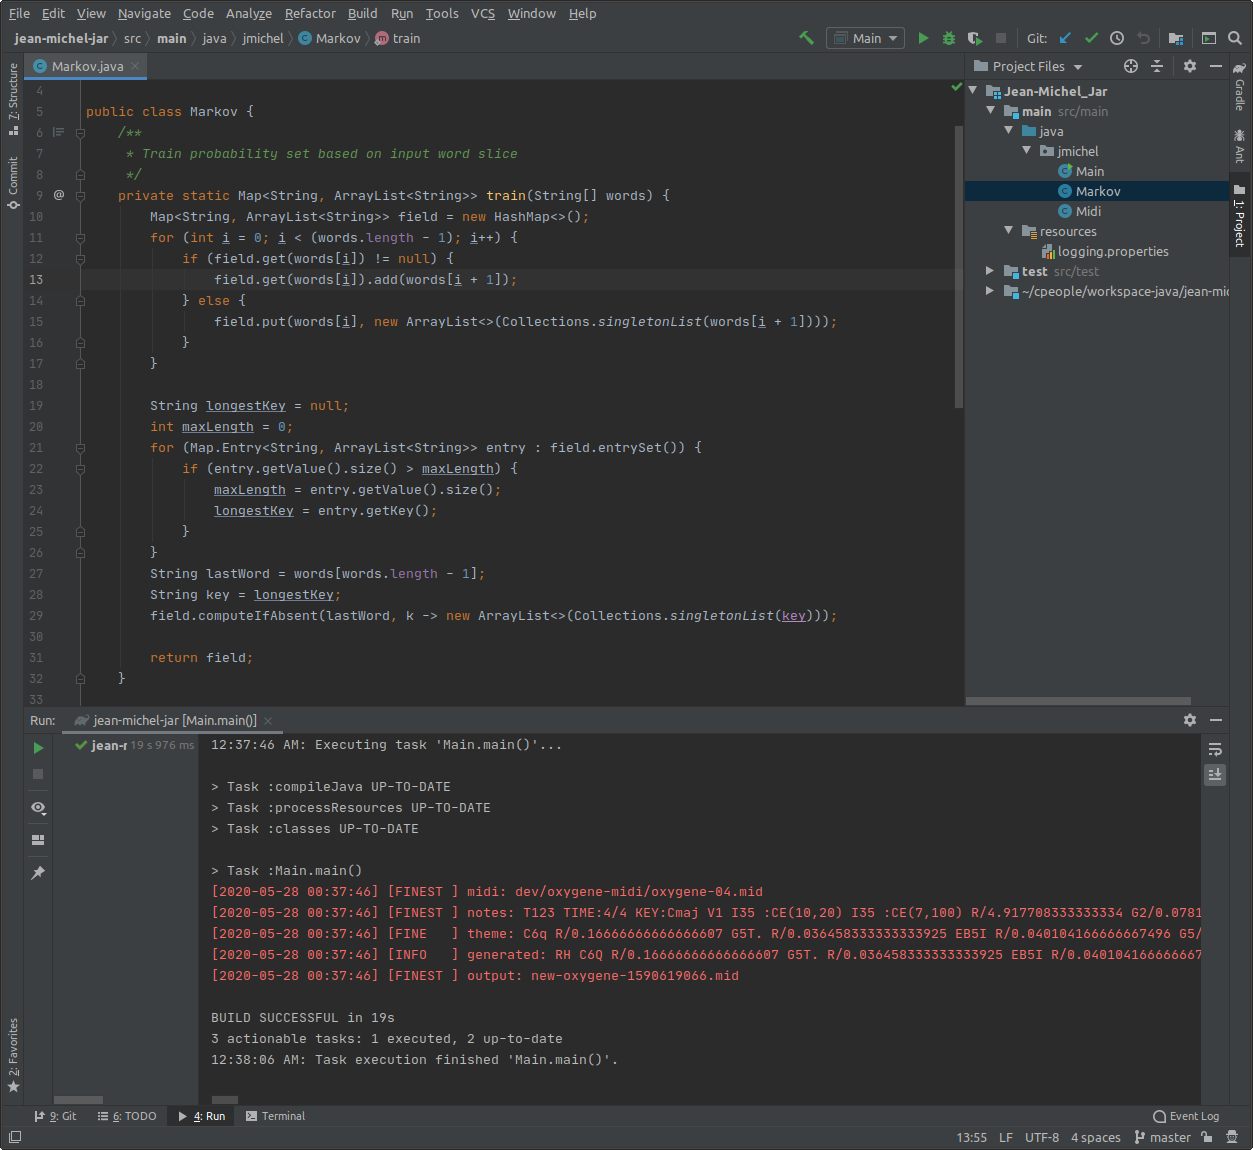 File Edit View Navigate Code Analyze Refactor Build Run Tools VCS Window Help
jean-michel-jar src main java jmichel Markov train
Main Git:
Markov.java
Project Files
7: Structure
Commit
2: Favorites
4
5 public class Markov {
6 /**
7 * Train probability set based on input word slice
8 */
9 @ private static Map<String, ArrayList<String>> train(String[] words) {
10 Map<String, ArrayList<String>> field = new HashMap<>();
11 for (int i = 0; i < (words.length - 1); i++) {
12 if (field.get(words[i]) != null) {
13 field.get(words[i]).add(words[i + 1]);
14 } else {
15 field.put(words[i], new ArrayList<>(Collections.singletonList(words[i + 1])));
16 }
17 }
18
19 String longestKey = null;
20 int maxLength = 0;
21 for (Map.Entry<String, ArrayList<String>> entry : field.entrySet()) {
22 if (entry.getValue().size() > maxLength) {
23 maxLength = entry.getValue().size();
24 longestKey = entry.getKey();
25 }
26 }
27 String lastWord = words[words.length - 1];
28 String key = longestKey;
29 field.computeIfAbsent(lastWord, k -> new ArrayList<>(Collections.singletonList(key)));
30
31 return field;
32 }
33
Jean-Michel_Jar
main src/main
java
jmichel
Main
Markov
Midi
resources
logging.properties
test src/test
~/cpeople/workspace-java/jean-mic
Gradle
Ant
1: Project
Run: jean-michel-jar [Main.main()]
jean-r 19 s 976 ms
12:37:46 AM: Executing task 'Main.main()'...
> Task :compileJava UP-TO-DATE
> Task :processResources UP-TO-DATE
> Task :classes UP-TO-DATE
> Task :Main.main()
[2020-05-28 00:37:46] [FINEST ] midi: dev/oxygene-midi/oxygene-04.mid
[2020-05-28 00:37:46] [FINEST ] notes: T123 TIME:4/4 KEY:Cmaj V1 I35 :CE(10,20) I35 :CE(7,100) R/4.917708333333334 G2/0.0781
[2020-05-28 00:37:46] [FINE ] theme: C6q R/0.16666666666666607 G5T. R/0.036458333333333925 EB5I R/0.040104166666667496 G5/
[2020-05-28 00:37:46] [INFO ] generated: RH C6Q R/0.16666666666666607 G5T. R/0.036458333333333925 EB5I R/0.040104166666667
[2020-05-28 00:37:46] [FINEST ] output: new-oxygene-1590619066.mid
BUILD SUCCESSFUL in 19s
3 actionable tasks: 1 executed, 2 up-to-date
12:38:06 AM: Task execution finished 'Main.main()'.
9: Git 6: TODO 4: Run Terminal Event Log
13:55 LF UTF-8 4 spaces master